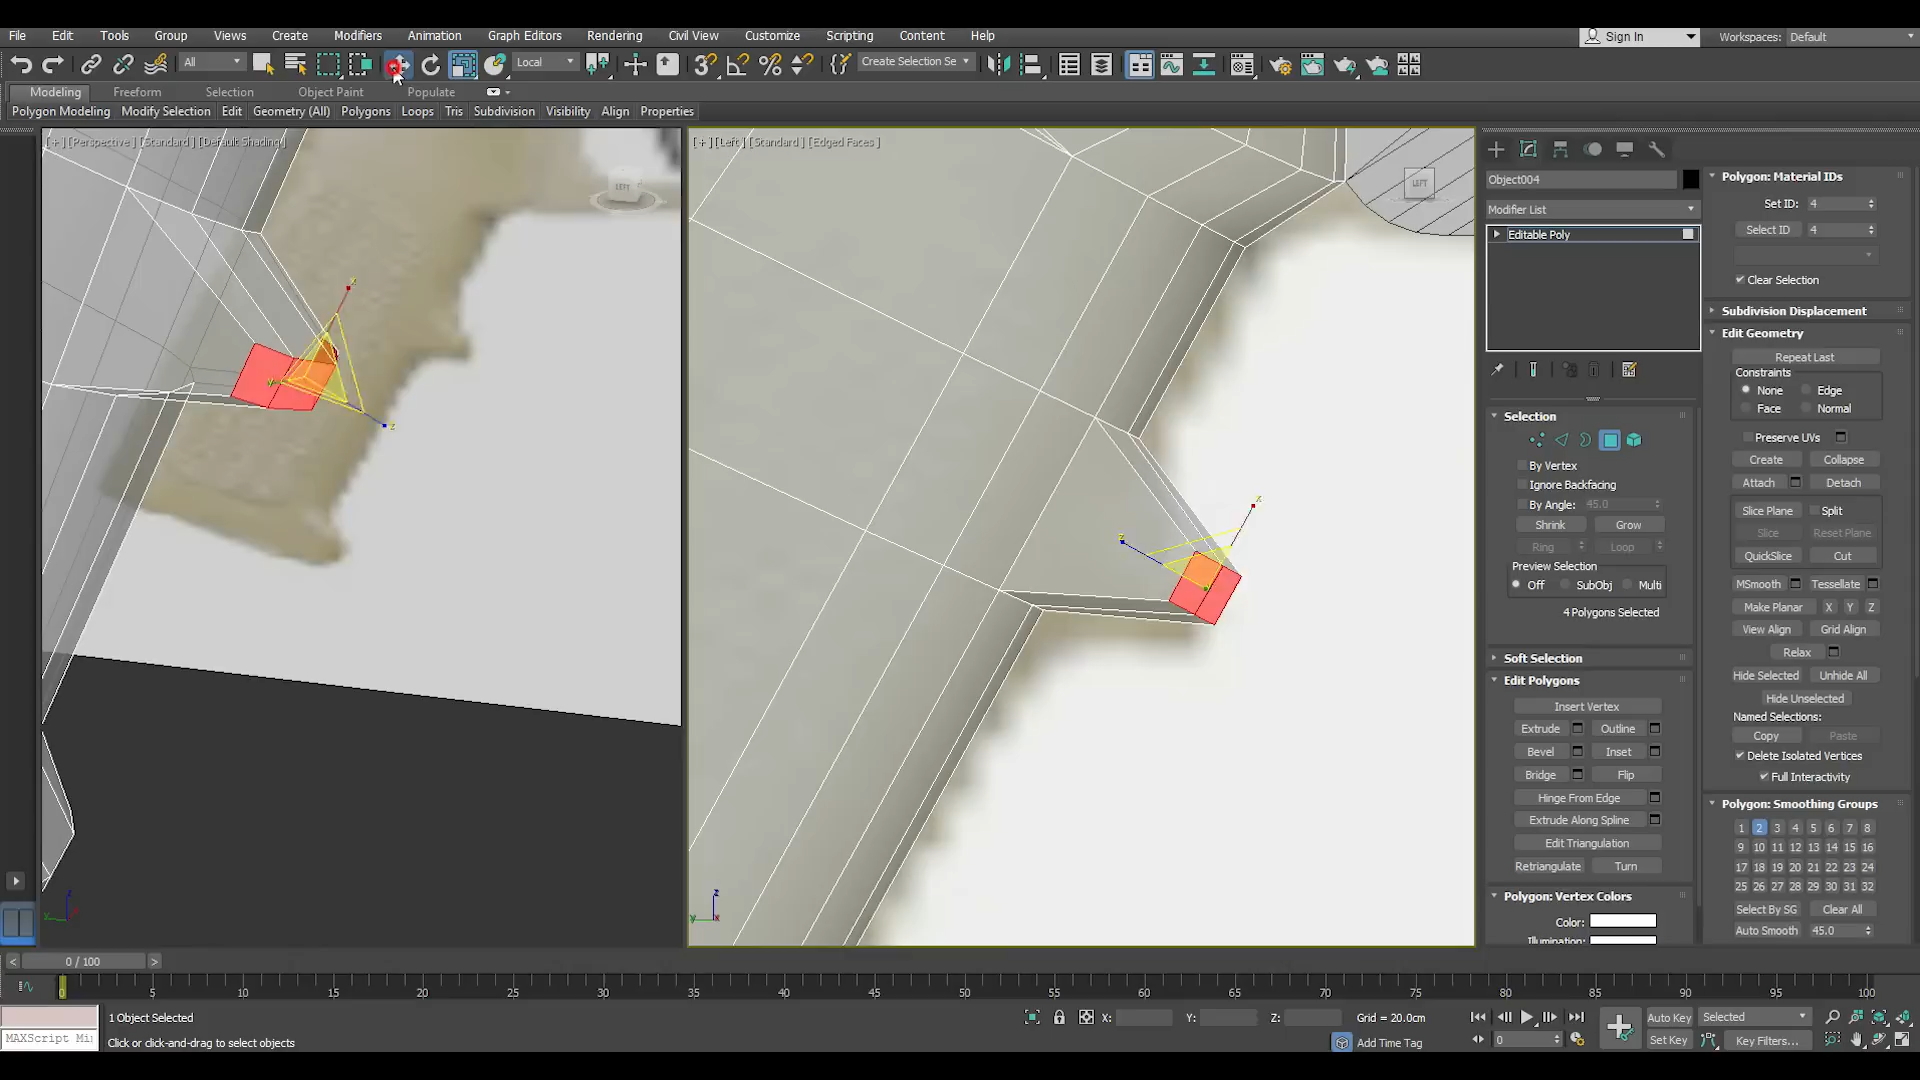 File Edit Tools Group Views Create Modifiers Animation Graph Editors Rendering Civil View Customize Scripting Content Help
Sign In Workspaces: Default
All Local Create Selection Se
Modeling Freeform Selection Object Paint Populate
Polygon Modeling Modify Selection Edit Geometry (All) Polygons Loops Tris Subdivision Visibility Align Properties
[+] [Perspective] [Standard] [Default Shading]
LEFT
x
y
z
[+] [Left] [Standard] [Edged Faces]
LEFT
x
z
z
y
z
y x
Object004
Modifier List
Editable Poly
Selection
By Vertex
Ignore Backfacing
By Angle: 45.0
Shrink Grow
Ring Loop
Preview Selection
Off SubObj Multi
4 Polygons Selected
Soft Selection
Edit Polygons
Insert Vertex
Extrude Outline
Bevel Inset
Bridge Flip
Hinge From Edge
Extrude Along Spline
Edit Triangulation
Retriangulate Turn
Polygon: Vertex Colors
Color:
Illumination:
Polygon: Material IDs
Set ID: 4
Select ID 4
Clear Selection
Subdivision Displacement
Edit Geometry
Repeat Last
Constraints
None Edge
Face Normal
Preserve UVs
Create Collapse
Attach Detach
Slice Plane Split
Slice Reset Plane
QuickSlice Cut
MSmooth Tessellate
Make Planar X Y Z
View Align Grid Align
Relax
Hide Selected Unhide All
Hide Unselected
Named Selections:
Copy Paste
Delete Isolated Vertices
Full Interactivity
Polygon: Smoothing Groups
1 2 3 4 5 6 7 8
9 10 11 12 13 14 15 16
17 18 19 20 21 22 23 24
25 26 27 28 29 30 31 32
Select By SG Clear All
Auto Smooth 45.0
< 0 / 100 >
0 5 10 15 20 25 30 35 40 45 50 55 60 65 70 75 80 85 90 95 100
1 Object Selected X: Y: Z: Grid = 20.0cm Auto Key Selected
MAXScript Mi Click or click-and-drag to select objects Add Time Tag 0 Set Key Key Filters...